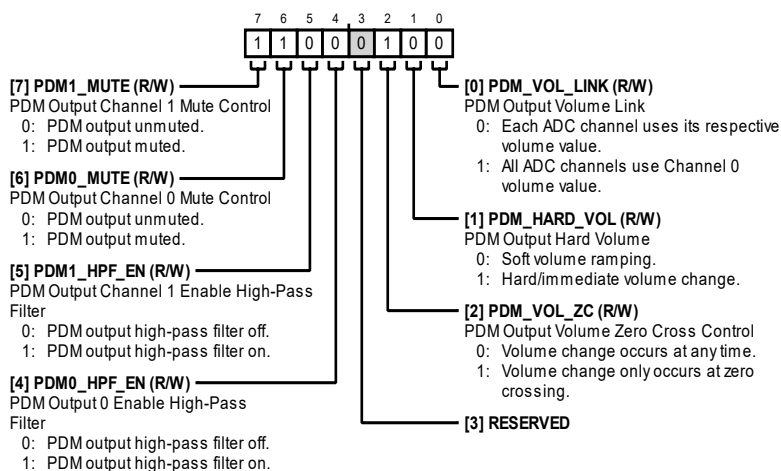 7 6 5 4 3 2 1 0
1 1 0 0 0 1 0 0
[7] PDM1_MUTE (R/W)
PDM Output Channel 1 Mute Control
0: PDM output unmuted.
1: PDM output muted.
[6] PDM0_MUTE (R/W)
PDM Output Channel 0 Mute Control
0: PDM output unmuted.
1: PDM output muted.
[5] PDM1_HPF_EN (R/W)
PDM Output Channel 1 Enable High-Pass
Filter
0: PDM output high-pass filter off.
1: PDM output high-pass filter on.
[4] PDM0_HPF_EN (R/W)
PDM Output 0 Enable High-Pass
Filter
0: PDM output high-pass filter off.
1: PDM output high-pass filter on.
[0] PDM_VOL_LINK (R/W)
PDM Output Volume Link
0: Each ADC channel uses its respective
volume value.
1: All ADC channels use Channel 0
volume value.
[1] PDM_HARD_VOL (R/W)
PDM Output Hard Volume
0: Soft volume ramping.
1: Hard/immediate volume change.
[2] PDM_VOL_ZC (R/W)
PDM Output Volume Zero Cross Control
0: Volume change occurs at any time.
1: Volume change only occurs at zero
crossing.
[3] RESERVED